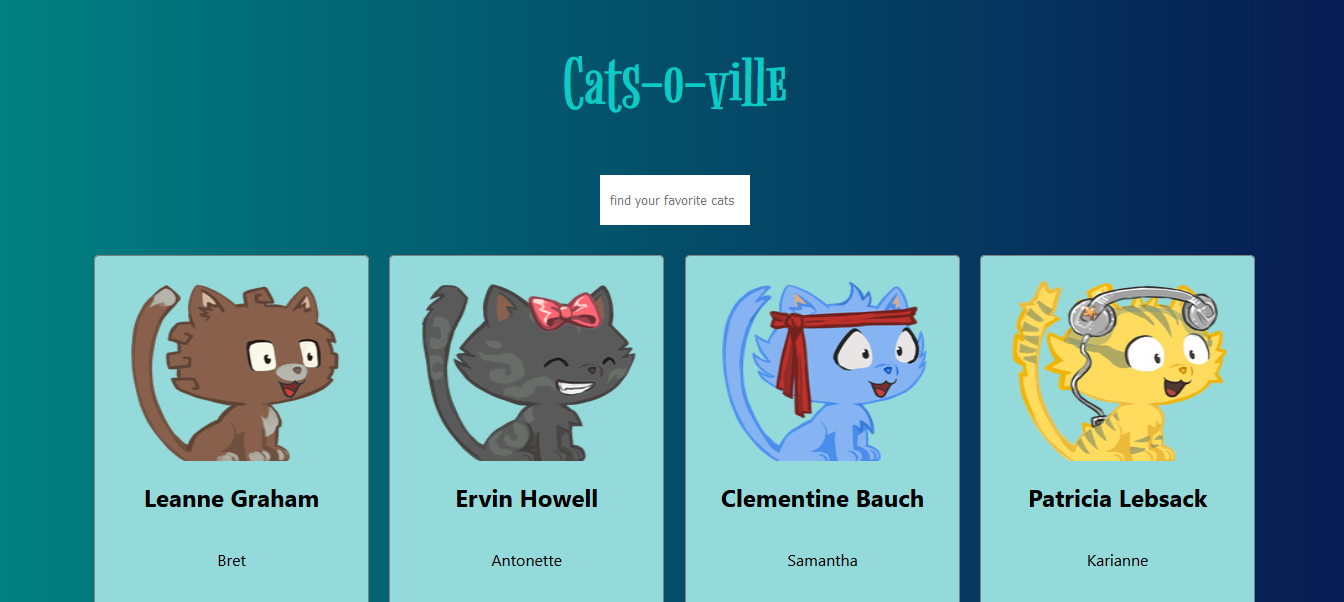 Cats-o-villE
find your favorite cats
Leanne Graham
Ervin Howell
Clementine Bauch
Patricia Lebsack
Bret
Antonette
Samantha
Karianne